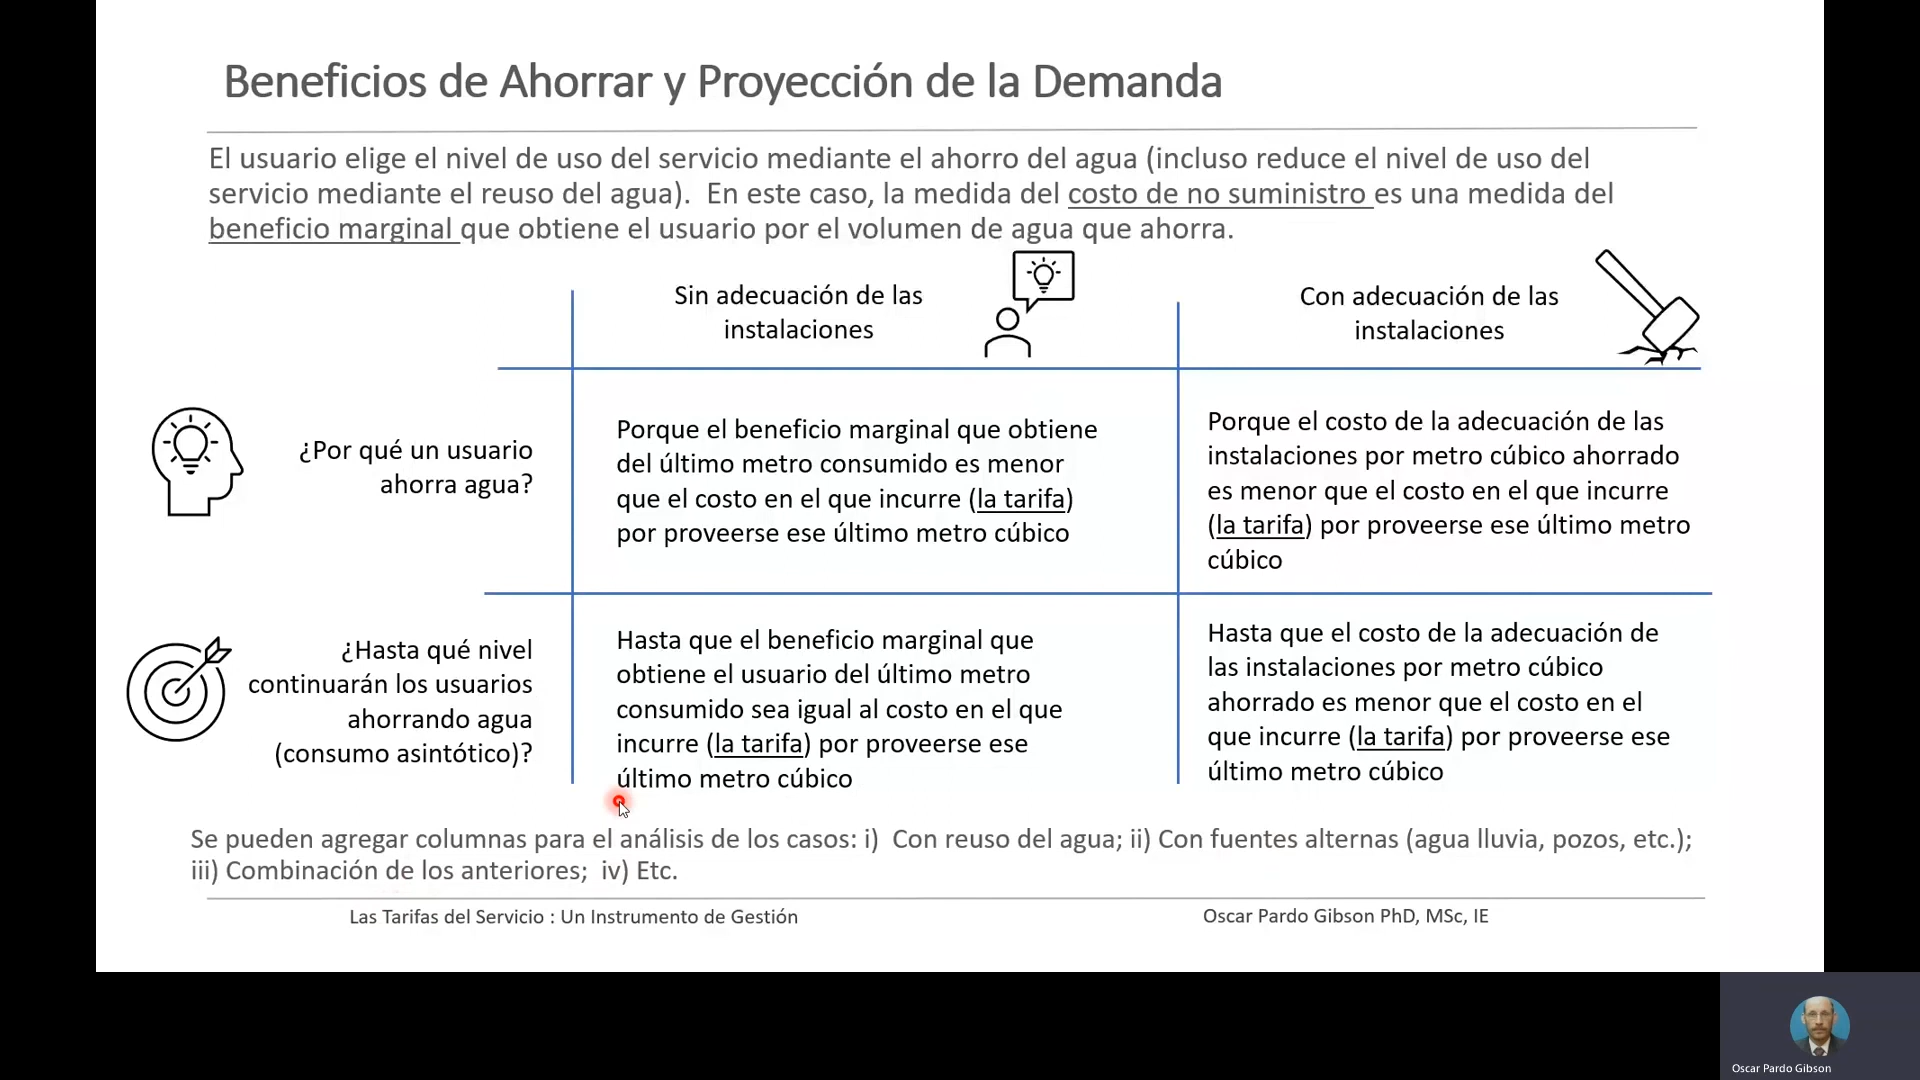 Beneficios de Ahorrar y Proyección de la Demanda
El usuario elige el nivel de uso del servicio mediante el ahorro del agua (incluso reduce el nivel de uso del
servicio mediante el reuso del agua).  En este caso, la medida del costo de no suministro es una medida del
beneficio marginal que obtiene el usuario por el volumen de agua que ahorra.
Sin adecuación de las
instalaciones
Con adecuación de las
instalaciones
¿Por qué un usuario
ahorra agua?
Porque el beneficio marginal que obtiene
del último metro consumido es menor
que el costo en el que incurre (la tarifa)
por proveerse ese último metro cúbico
Porque el costo de la adecuación de las
instalaciones por metro cúbico ahorrado
es menor que el costo en el que incurre
(la tarifa) por proveerse ese último metro
cúbico
¿Hasta qué nivel
continuarán los usuarios
ahorrando agua
(consumo asintótico)?
Hasta que el beneficio marginal que
obtiene el usuario del último metro
consumido sea igual al costo en el que
incurre (la tarifa) por proveerse ese
último metro cúbico
Hasta que el costo de la adecuación de
las instalaciones por metro cúbico
ahorrado es menor que el costo en el
que incurre (la tarifa) por proveerse ese
último metro cúbico
Se pueden agregar columnas para el análisis de los casos: i)  Con reuso del agua; ii) Con fuentes alternas (agua lluvia, pozos, etc.);
iii) Combinación de los anteriores;  iv) Etc.
Las Tarifas del Servicio : Un Instrumento de Gestión
Oscar Pardo Gibson PhD, MSc, IE
Oscar Pardo Gibson